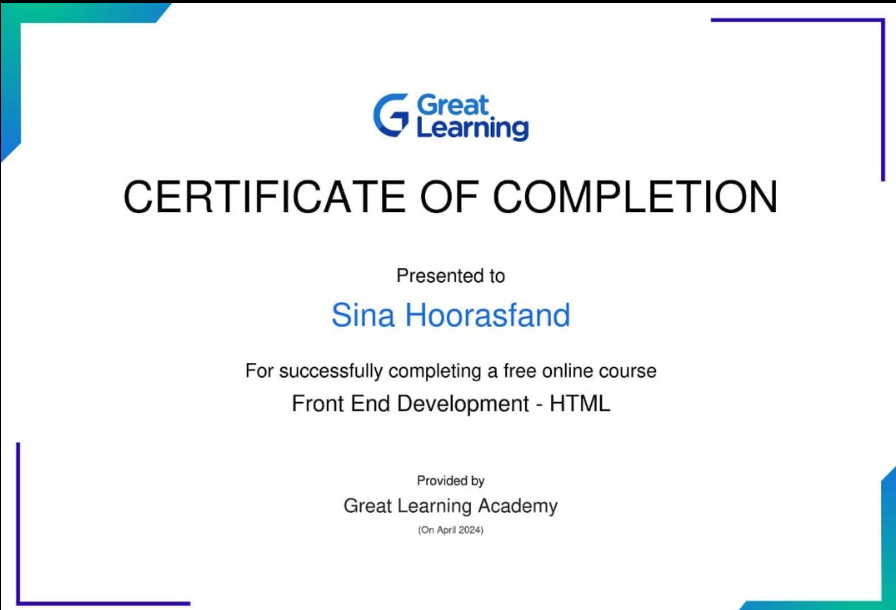 Great
Learning
CERTIFICATE OF COMPLETION
Presented to
Sina Hoorasfand
For successfully completing a free online course
Front End Development - HTML
Provided by
Great Learning Academy
(On April 2024)